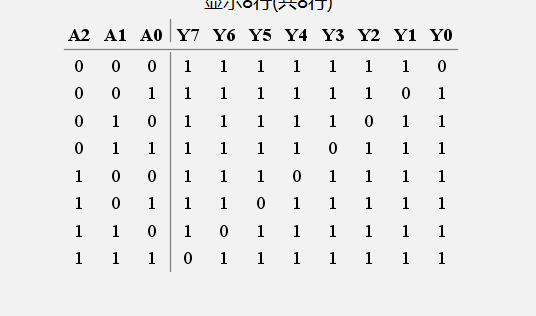 显示8行(共8行)
A2 A1 A0 Y7 Y6 Y5 Y4 Y3 Y2 Y1 Y0
0 0 0 1 1 1 1 1 1 1 0
0 0 1 1 1 1 1 1 1 0 1
0 1 0 1 1 1 1 1 0 1 1
0 1 1 1 1 1 1 0 1 1 1
1 0 0 1 1 1 0 1 1 1 1
1 0 1 1 1 0 1 1 1 1 1
1 1 0 1 0 1 1 1 1 1 1
1 1 1 0 1 1 1 1 1 1 1